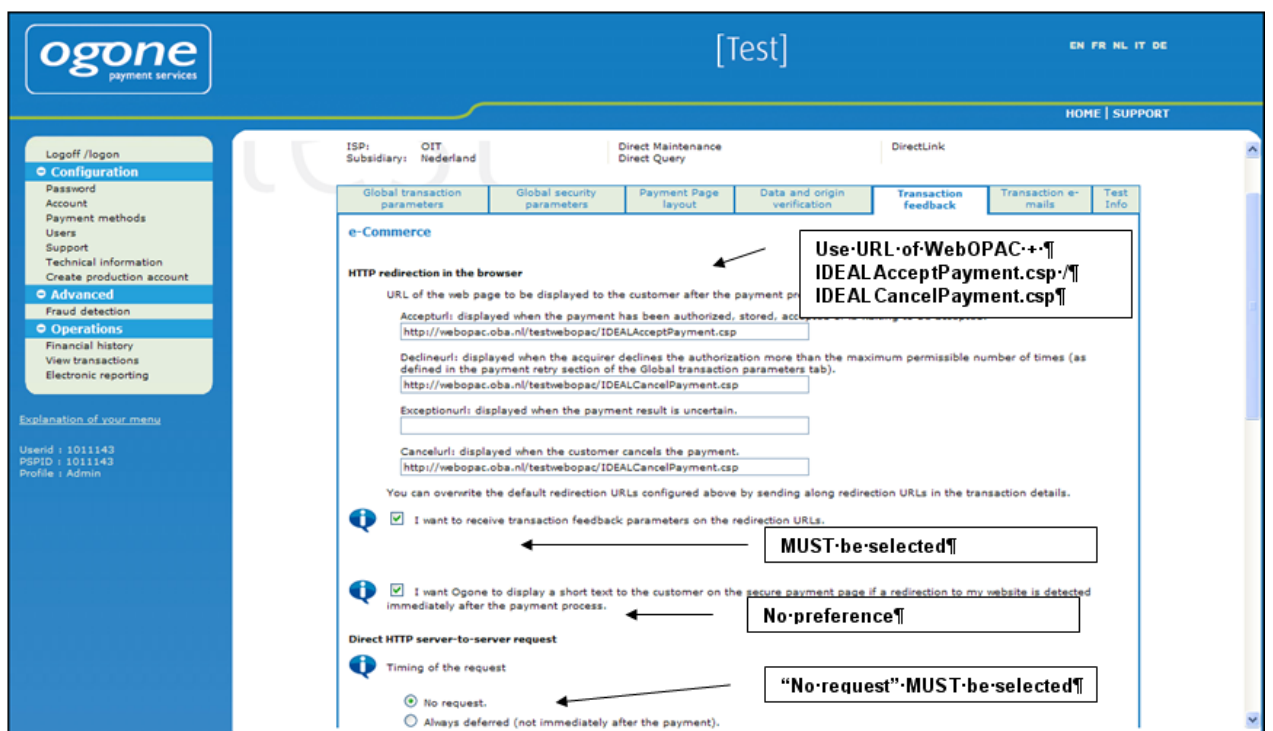 ogone
payment services
[Test]
EN FR NL IT DE
HOME | SUPPORT
Logoff /logon
Configuration
Password
Account
Payment methods
Users
Support
Technical information
Create production account
Advanced
Fraud detection
Operations
Financial history
View transactions
Electronic reporting
Explanation of your menu
Userid : 1011143
PSPID : 1011143
Profile : Admin
test
ISP: OIT Direct Maintenance DirectLink
Subsidiary: Nederland Direct Query
Global transaction parameters
Global security parameters
Payment Page layout
Data and origin verification
Transaction feedback
Transaction e-mails
Test Info
e-Commerce
Use·URL·of·WebOPAC·+·¶
IDEALAcceptPayment.csp·/¶
IDEALCancelPayment.csp¶
HTTP redirection in the browser
URL of the web page to be displayed to the customer after the payment
Accepturl: displayed when the payment has been authorized, stored,
http://webopac.oba.nl/testwebopac/IDEALAcceptPayment.csp
Declineurl: displayed when the acquirer declines the authorization more than the maximum permissible number of times (as
defined in the payment retry section of the Global transaction parameters tab).
http://webopac.oba.nl/testwebopac/IDEALCancelPayment.csp
Exceptionurl: displayed when the payment result is uncertain.
Cancelurl: displayed when the customer cancels the payment.
http://webopac.oba.nl/testwebopac/IDEALCancelPayment.csp
You can overwrite the default redirection URLs configured above by sending along redirection URLs in the transaction details.
I want to receive transaction feedback parameters on the redirection URLs.
MUST·be·selected¶
I want Ogone to display a short text to the customer on the secure payment page if a redirection to my website is detected
immediately after the payment process.
No·preference¶
Direct HTTP server-to-server request
Timing of the request
“No·request”·MUST·be·selected¶
No request.
Always deferred (not immediately after the payment).